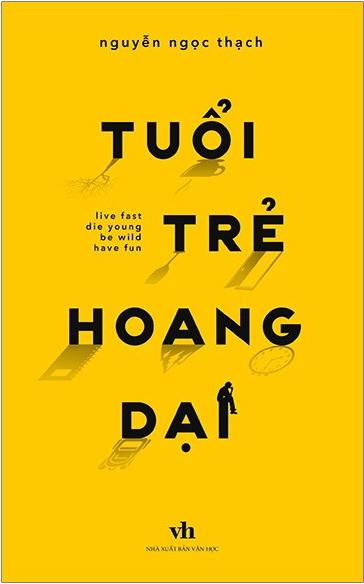 nguyễn ngọc thạch
TUỔI
live fast
die young
be wild
have fun
TRẺ
HOANG
DẠI
vh
NHÀ XUẤT BẢN VĂN HỌC